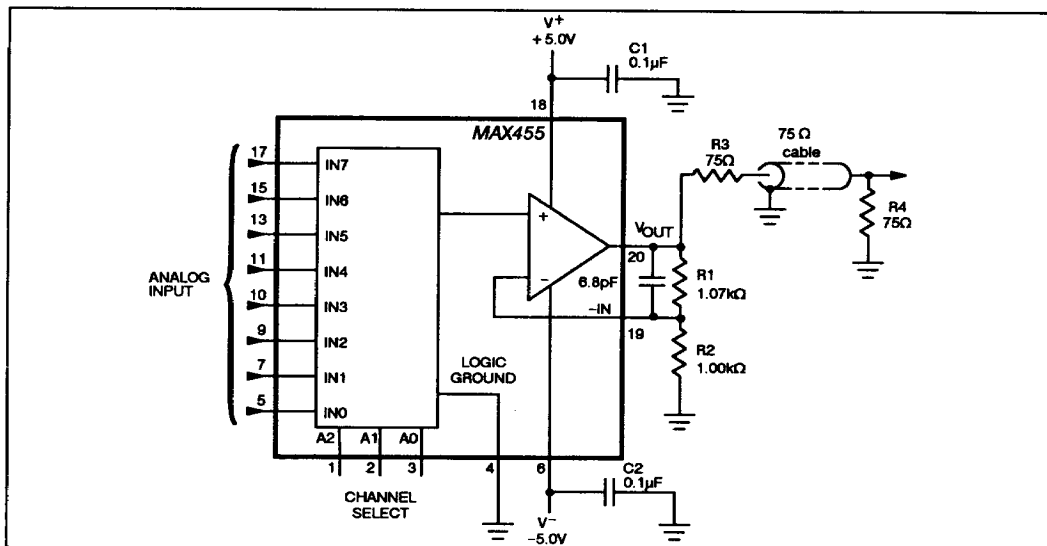 V+
+5.0V
C1
0.1µF
18
MAX455
75 Ω
cable
R3
75Ω
17
IN7
15
IN6
13
IN5
11
IN4
10
IN3
9
IN2
7
IN1
5
IN0
ANALOG
INPUT
+
−
VOUT
20
6.8pF
R1
1.07kΩ
R4
75Ω
–IN
19
R2
1.00kΩ
LOGIC
GROUND
A2
A1
A0
1
2
3
4
6
CHANNEL
SELECT
C2
0.1µF
V–
–5.0V